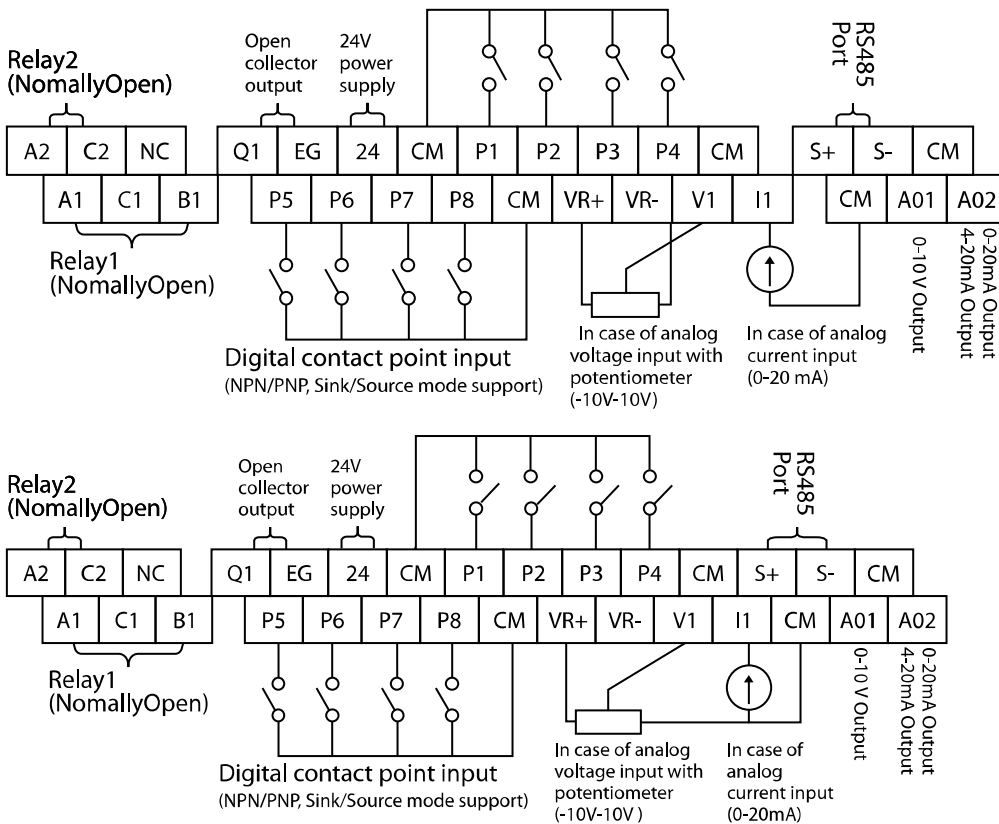 Relay2
(NomallyOpen)
Open
collector
output
24V
power
supply
RS485
Port
A2 C2 NC Q1 EG 24 CM P1 P2 P3 P4 CM S+ S- CM
A1 C1 B1 P5 P6 P7 P8 CM VR+ VR- V1 I1 CM A01 A02
Relay1
(NomallyOpen)
0-10 V Output
0-20mA Output
4-20mA Output
Digital contact point input
(NPN/PNP, Sink/Source mode support)
In case of analog
voltage input with
potentiometer
(-10V-10V)
In case of analog
current input
(0-20 mA)
Relay2
(NomallyOpen)
Open
collector
output
24V
power
supply
RS485
Port
A2 C2 NC Q1 EG 24 CM P1 P2 P3 P4 CM S+ S- CM
A1 C1 B1 P5 P6 P7 P8 CM VR+ VR- V1 I1 CM A01 A02
Relay1
(NomallyOpen)
0-10 V Output
0-20mA Output
4-20mA Output
Digital contact point input
(NPN/PNP, Sink/Source mode support)
In case of analog
voltage input with
potentiometer
(-10V-10V )
In case of
analog
current input
(0-20mA)